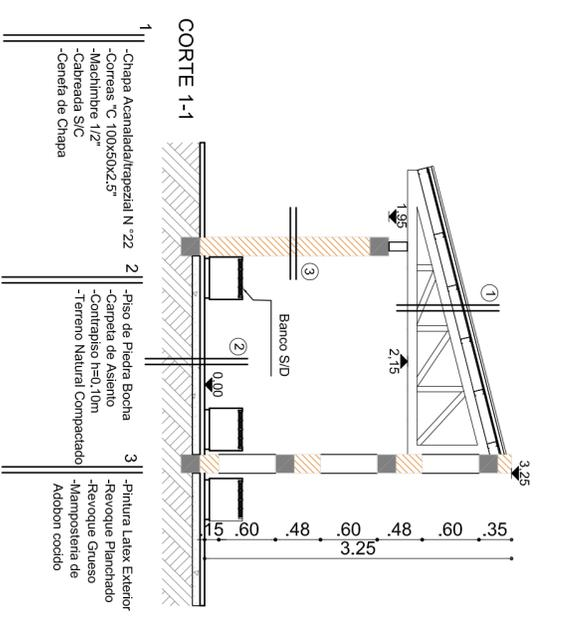 1
3.25
1.95
2,15
3
Banco S/D
2
0.00
.15
.60
.48
.60
.48
.60
.35
3.25
CORTE 1-1
1
-Chapa Acanalada/trapezial N °22
-Correas "C 100x50x2.5"
-Machimbre 1/2"
-Cabreada S/C
-Cenefa de Chapa
2
-Piso de Piedra Bocha
-Carpeta de Asiento
-Contrapiso h=0,10m
-Terreno Natural Compactado
3
-Pintura Latex Exterior
-Revoque Planchado
-Revoque Grueso
-Mamposteria de
Adobon cocido